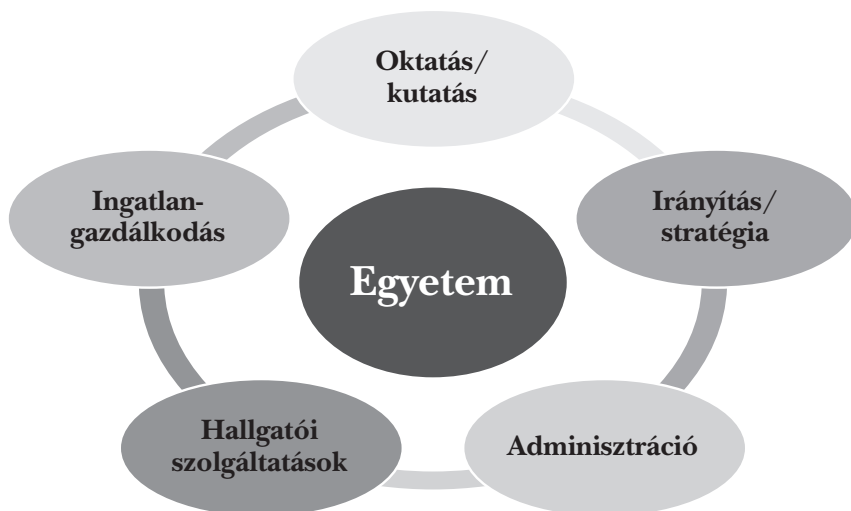 Oktatás/
kutatás
Ingatlan-
gazdálkodás
Irányítás/
stratégia
Egyetem
Hallgatói
szolgáltatások
Adminisztráció